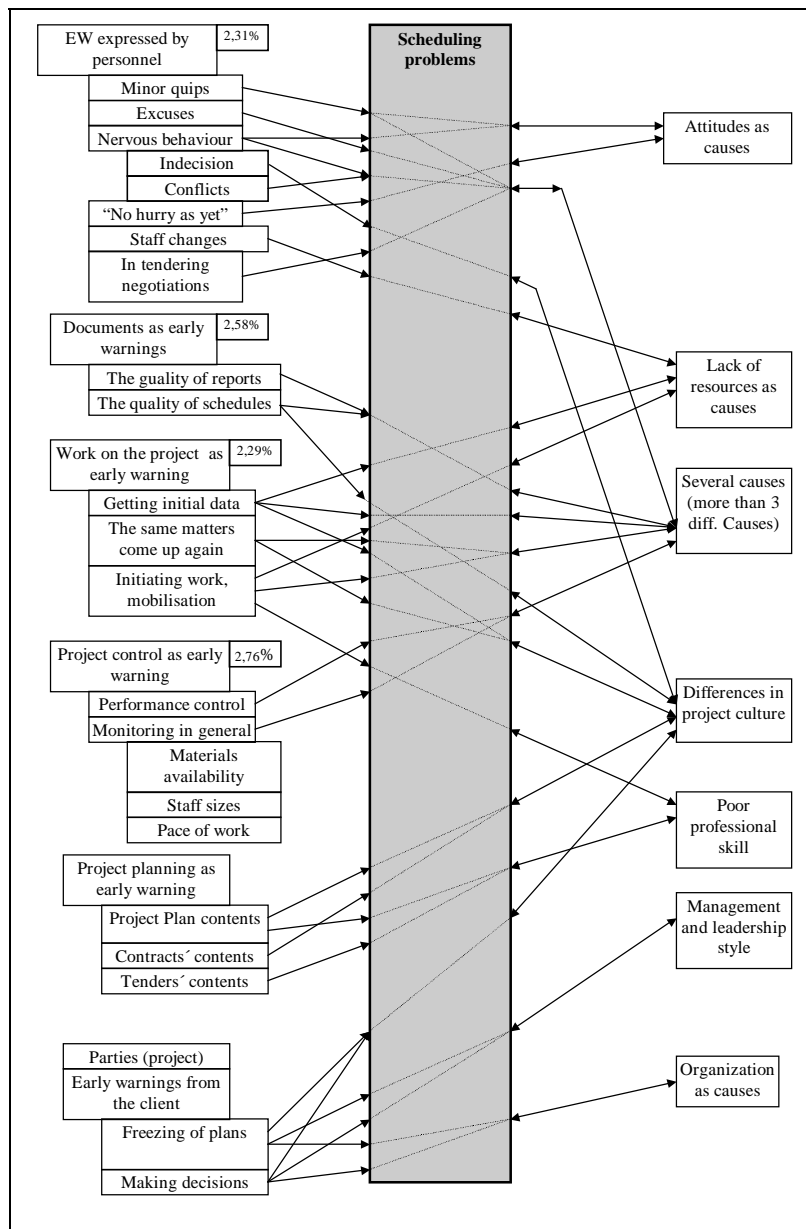 EW expressed by
personnel
2,31%
Minor quips
Excuses
Nervous behaviour
Indecision
Conflicts
“No hurry as yet”
Staff changes
In tendering
negotiations
Documents as early
warnings
2,58%
The guality of reports
The quality of schedules
Work on the project as
early warning
2,29%
Getting initial data
The same matters
come up again
Initiating work,
mobilisation
Project control as early
warning
2,76%
Performance control
Monitoring in general
Materials
availability
Staff sizes
Pace of work
Project planning as
early warning
Project Plan contents
Contracts´ contents
Tenders´ contents
Parties (project)
Early warnings from
the client
Freezing of plans
Making decisions
Scheduling
problems
Attitudes as
causes
Lack of
resources as
causes
Several causes
(more than 3
diff. Causes)
Differences in
project culture
Poor
professional
skill
Management
and leadership
style
Organization
as causes